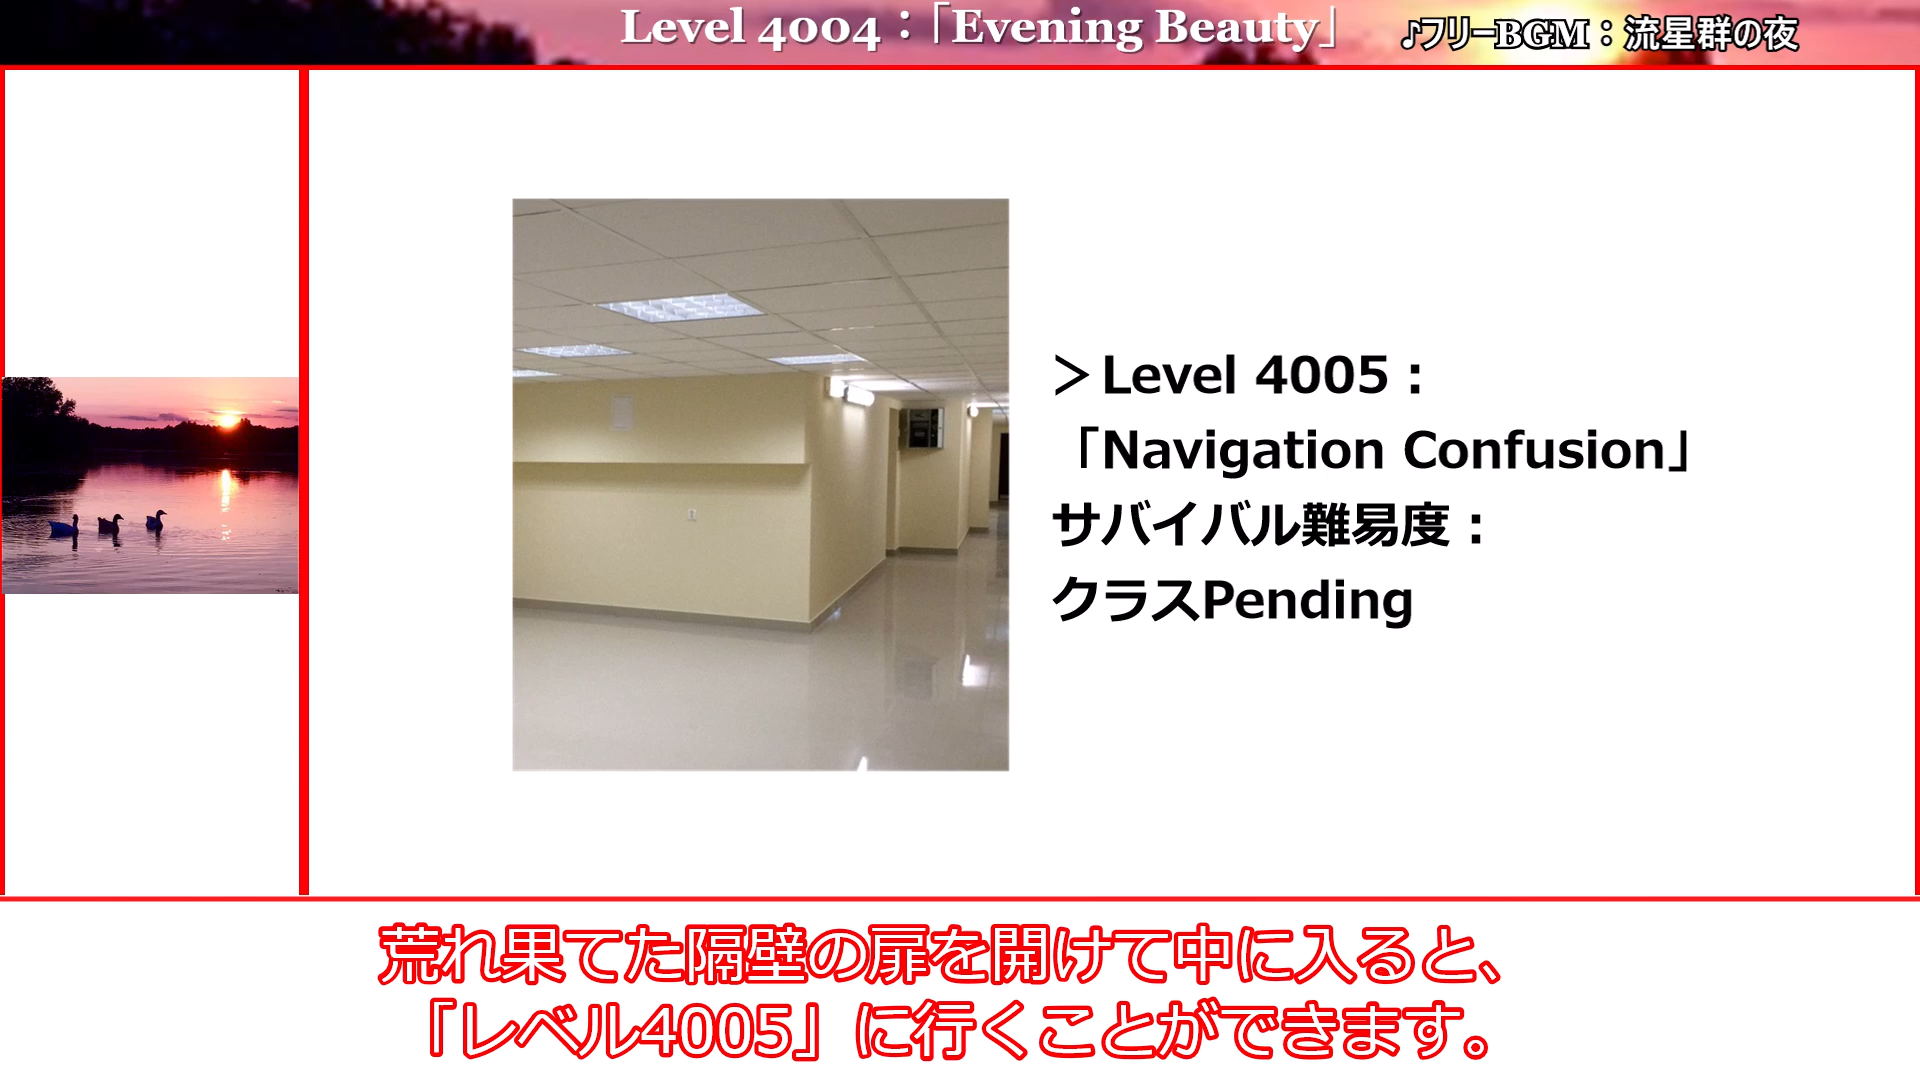 Level 4004：「Evening Beauty」
♪フリーBGM：流星群の夜
＞Level 4005：
「Navigation Confusion」
サバイバル難易度：
クラスPending
荒れ果てた隔壁の扉を開けて中に入ると、
「レベル4005」に行くことができます。